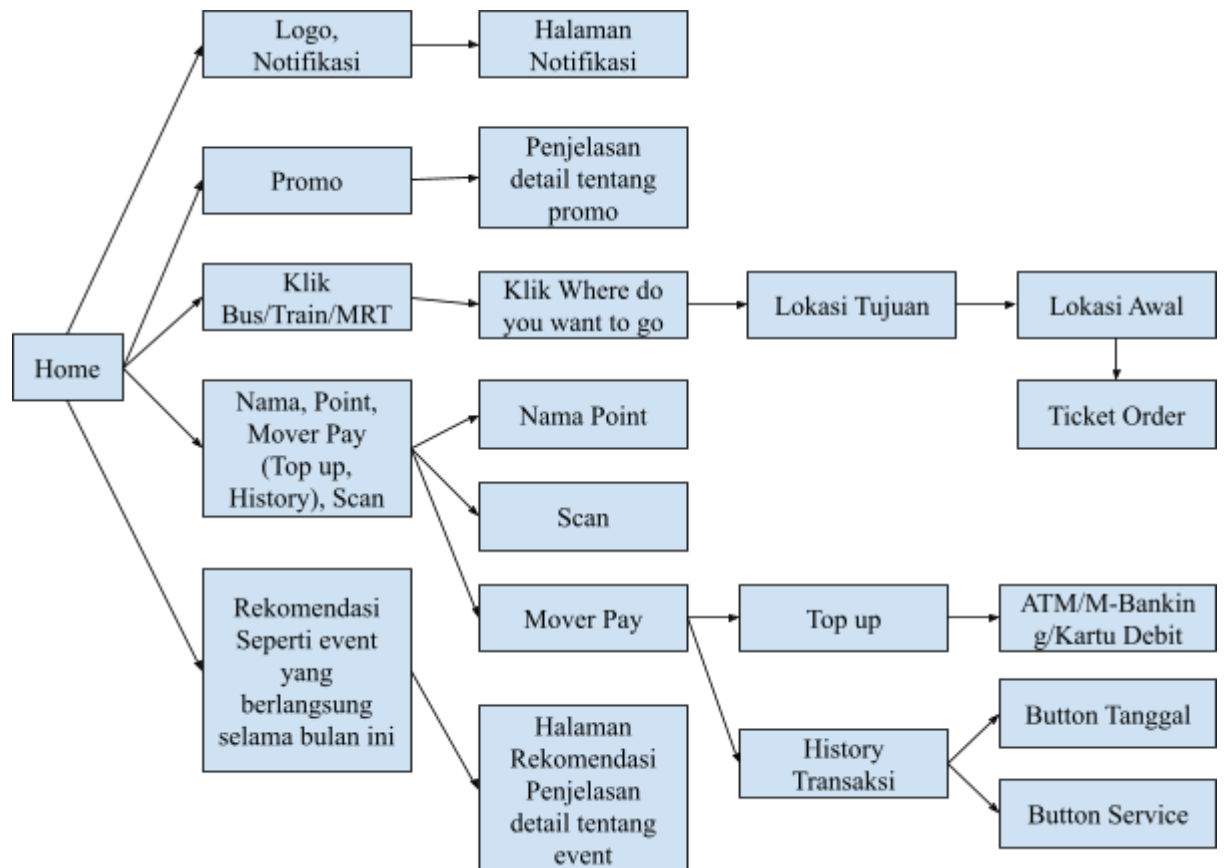 Logo,
Notifikasi
Halaman
Notifikasi
Promo
Penjelasan
detail tentang
promo
Klik
Bus/Train/MRT
Klik Where do
you want to go
Lokasi Tujuan
Lokasi Awal
Ticket Order
Home
Nama, Point,
Mover Pay
(Top up,
History), Scan
Nama Point
Scan
Mover Pay
Top up
ATM/M-Bankin
g/Kartu Debit
Rekomendasi
Seperti event
yang
berlangsung
selama bulan ini
Halaman
Rekomendasi
Penjelasan
detail tentang
event
History
Transaksi
Button Tanggal
Button Service